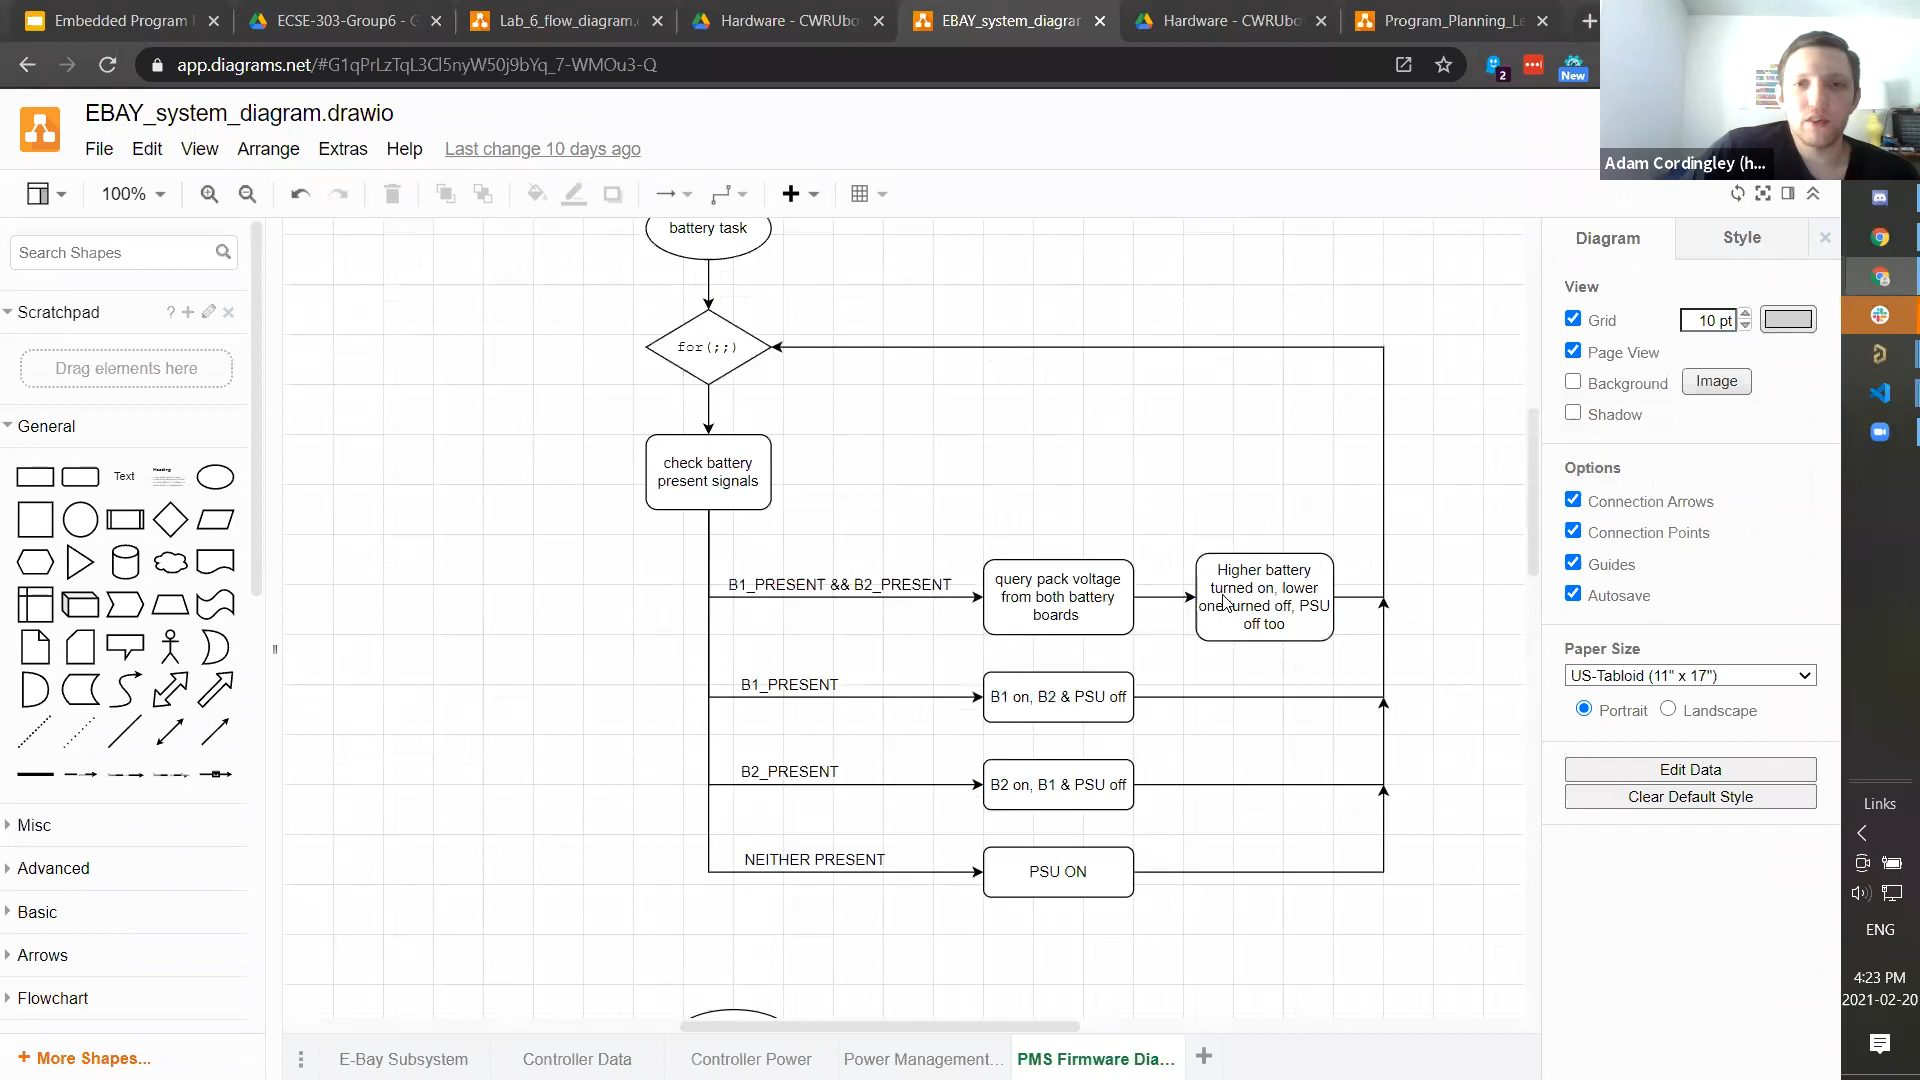 Embedded Program
ECSE-303-Group6 - G
Lab_6_flow_diagram.
Hardware - CWRUbo
EBAY_system_diagrar
Hardware - CWRUbo
Program_Planning_Le
app.diagrams.net/#G1qPrLzTqL3Cl5nyW50j9bYq_7-WMOu3-Q
2
New
EBAY_system_diagram.drawio
File Edit View Arrange Extras Help Last change 10 days ago
Adam Cordingley (h...
100%
Search Shapes
Scratchpad
?
Drag elements here
General
Text
Heading
Misc
Advanced
Basic
Arrows
Flowchart
+ More Shapes...
battery task
for(;;)
check battery
present signals
B1_PRESENT && B2_PRESENT
query pack voltage
from both battery
boards
Higher battery
turned on, lower
one turned off, PSU
off too
B1_PRESENT
B1 on, B2 & PSU off
B2_PRESENT
B2 on, B1 & PSU off
NEITHER PRESENT
PSU ON
E-Bay Subsystem
Controller Data
Controller Power
Power Management...
PMS Firmware Dia...
Diagram
Style
View
Grid
10 pt
Page View
Background
Image
Shadow
Options
Connection Arrows
Connection Points
Guides
Autosave
Paper Size
US-Tabloid (11" x 17")
Portrait
Landscape
Edit Data
Clear Default Style
Links
ENG
4:23 PM
2021-02-20